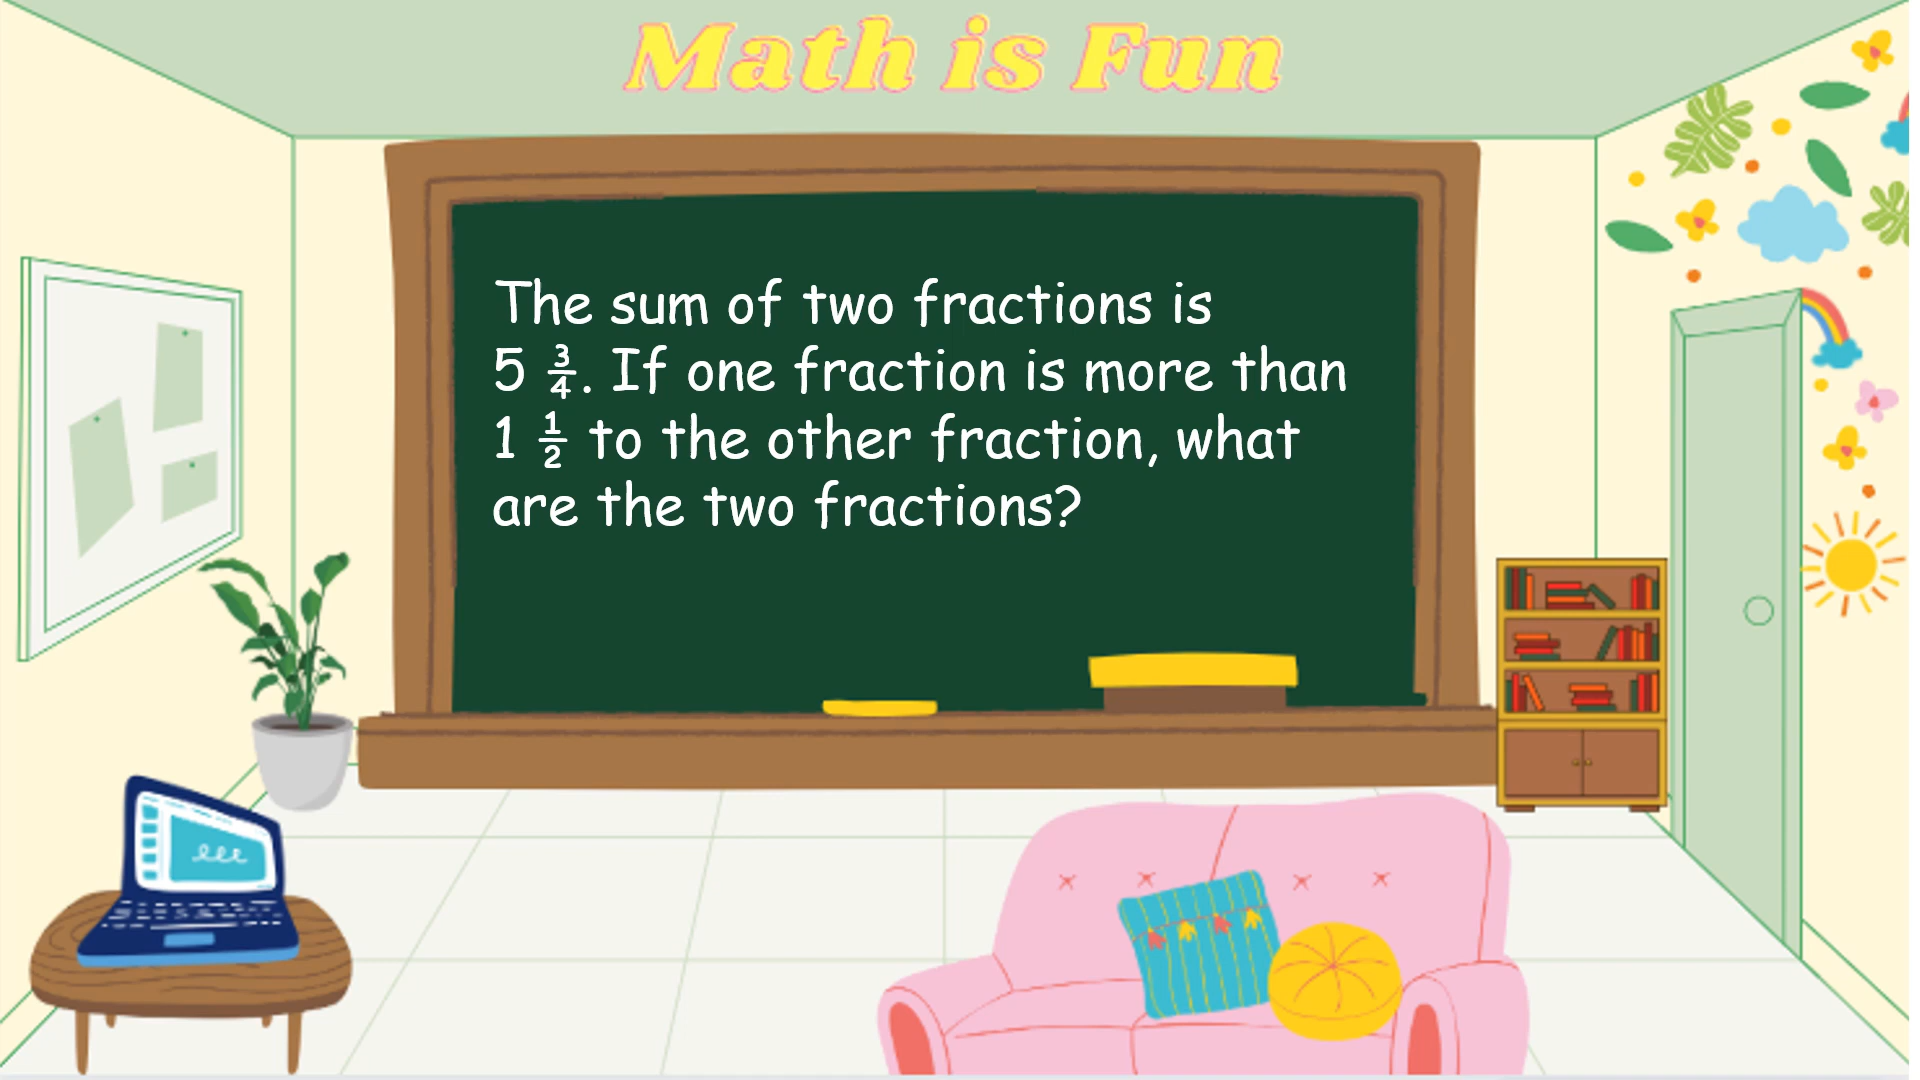 Math is Fun
The sum of two fractions is
5 ¾. If one fraction is more than
1 ½ to the other fraction, what
are the two fractions?